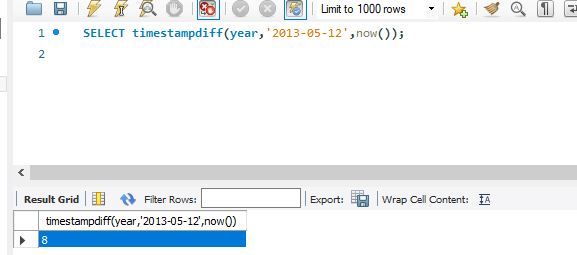 Limit to 1000 rows
1 SELECT timestampdiff(year,'2013-05-12',now());
2
Result Grid Filter Rows: Export: Wrap Cell Content:
timestampdiff(year,'2013-05-12',now())
8